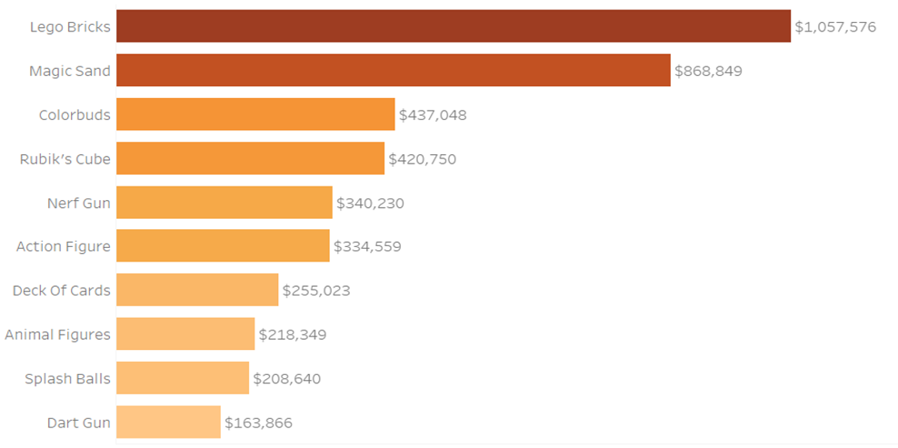 Lego Bricks $1,057,576
Magic Sand $868,849
Colorbuds $437,048
Rubik's Cube $420,750
Nerf Gun $340,230
Action Figure $334,559
Deck Of Cards $255,023
Animal Figures $218,349
Splash Balls $208,640
Dart Gun $163,866